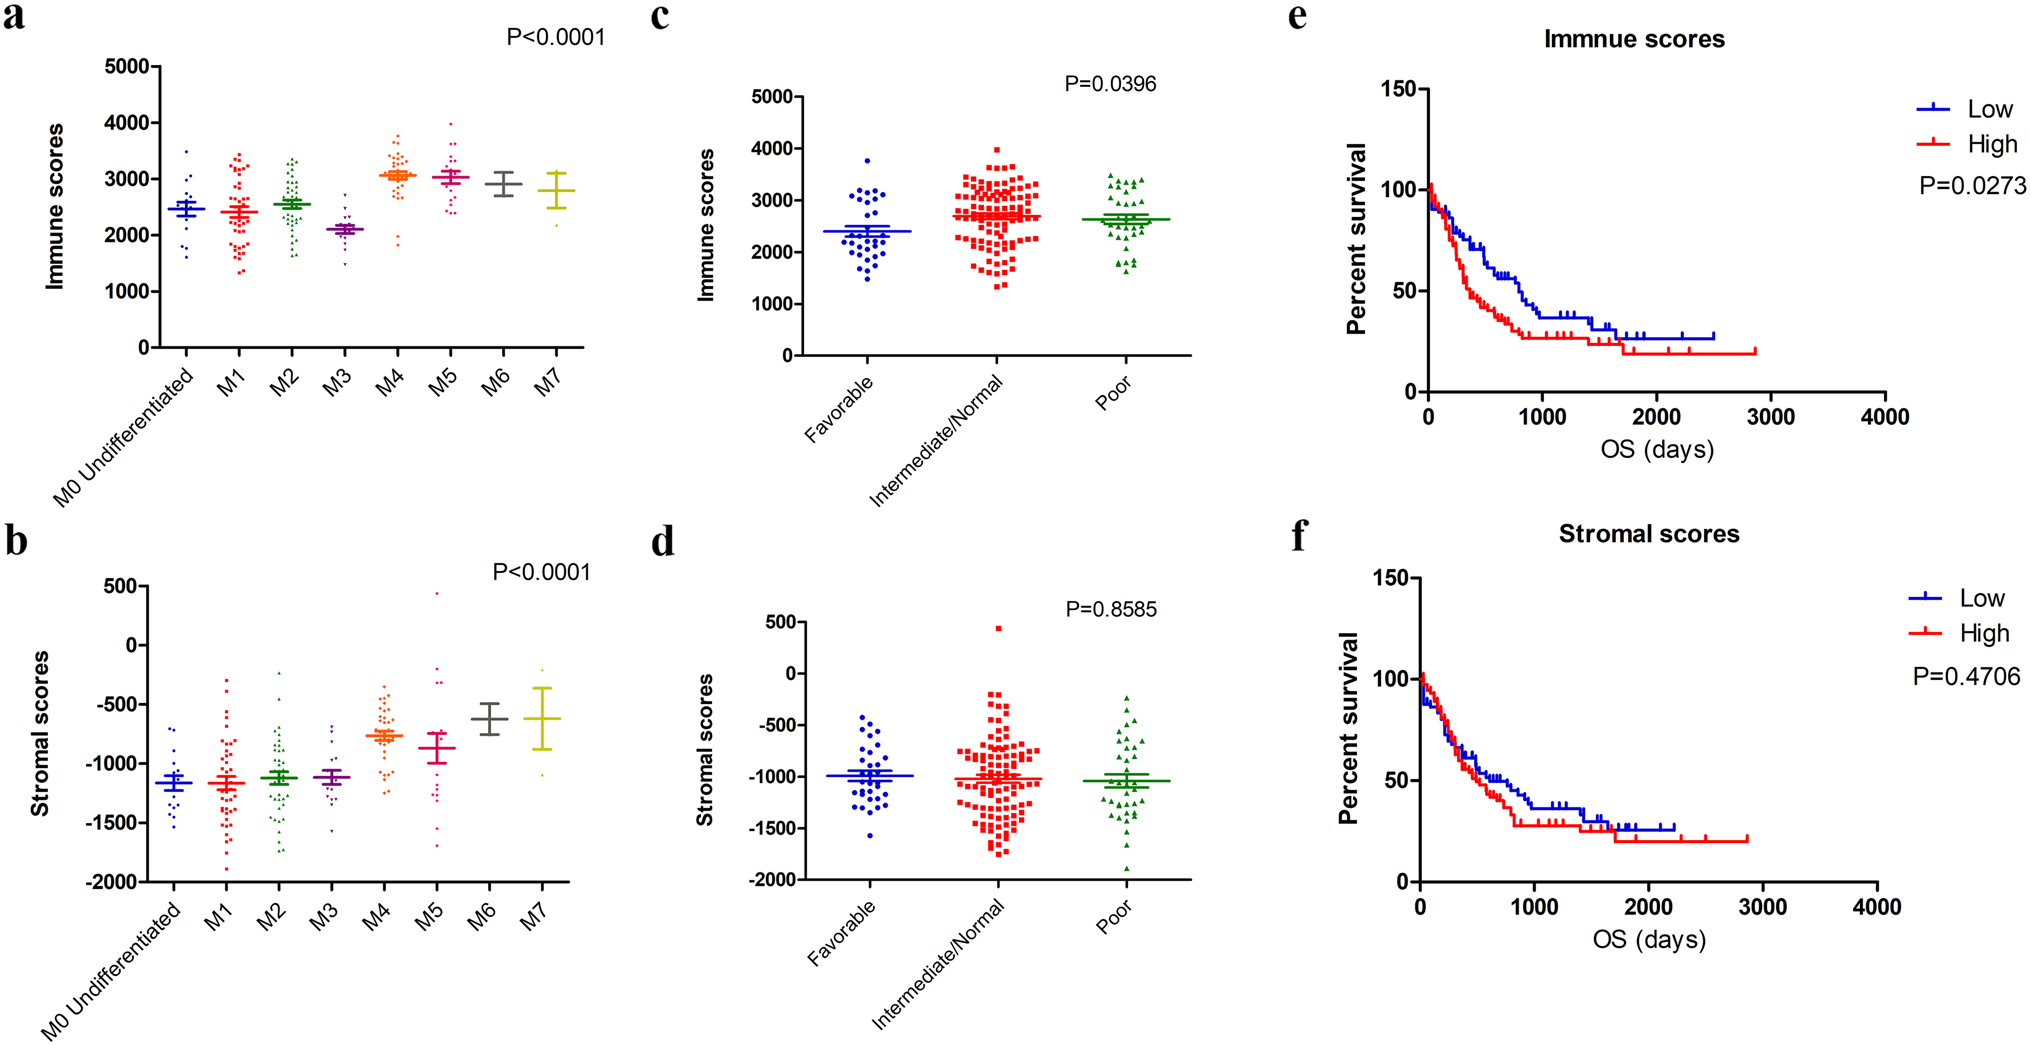 a
P<0.0001
5000
4000
3000
2000
1000
0
Immune scores
M0 Undifferentiated
M1
M2
M3
M4
M5
M6
M7
b
P<0.0001
500
0
-500
-1000
-1500
-2000
Stromal scores
M0 Undifferentiated
M1
M2
M3
M4
M5
M6
M7
c
P=0.0396
5000
4000
3000
2000
1000
0
Immune scores
Favorable
Intermediate/Normal
Poor
d
P=0.8585
500
0
-500
-1000
-1500
-2000
Stromal scores
Favorable
Intermediate/Normal
Poor
e
Immnue scores
150
100
50
0
Percent survival
0 1000 2000 3000 4000
OS (days)
Low
High
P=0.0273
f
Stromal scores
150
100
50
0
Percent survival
0 1000 2000 3000 4000
OS (days)
Low
High
P=0.4706